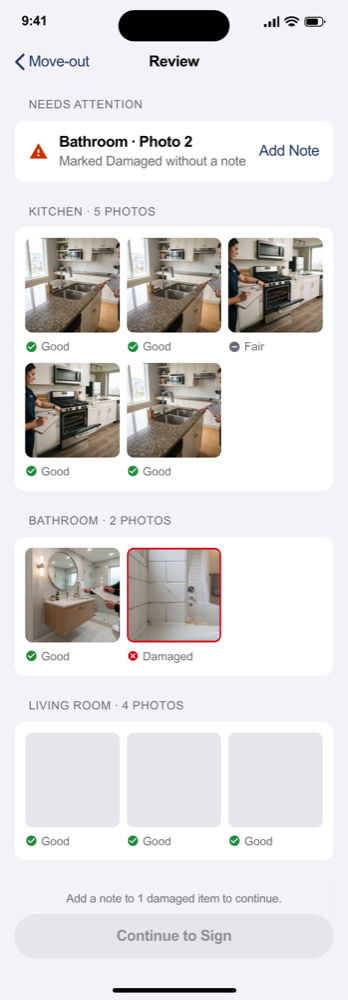 9:41
Move-out
Review
NEEDS ATTENTION
Bathroom · Photo 2
Marked Damaged without a note
Add Note
KITCHEN · 5 PHOTOS
Good
Good
Fair
Good
Good
BATHROOM · 2 PHOTOS
Good
Damaged
LIVING ROOM · 4 PHOTOS
Good
Good
Good
Add a note to 1 damaged item to continue.
Continue to Sign